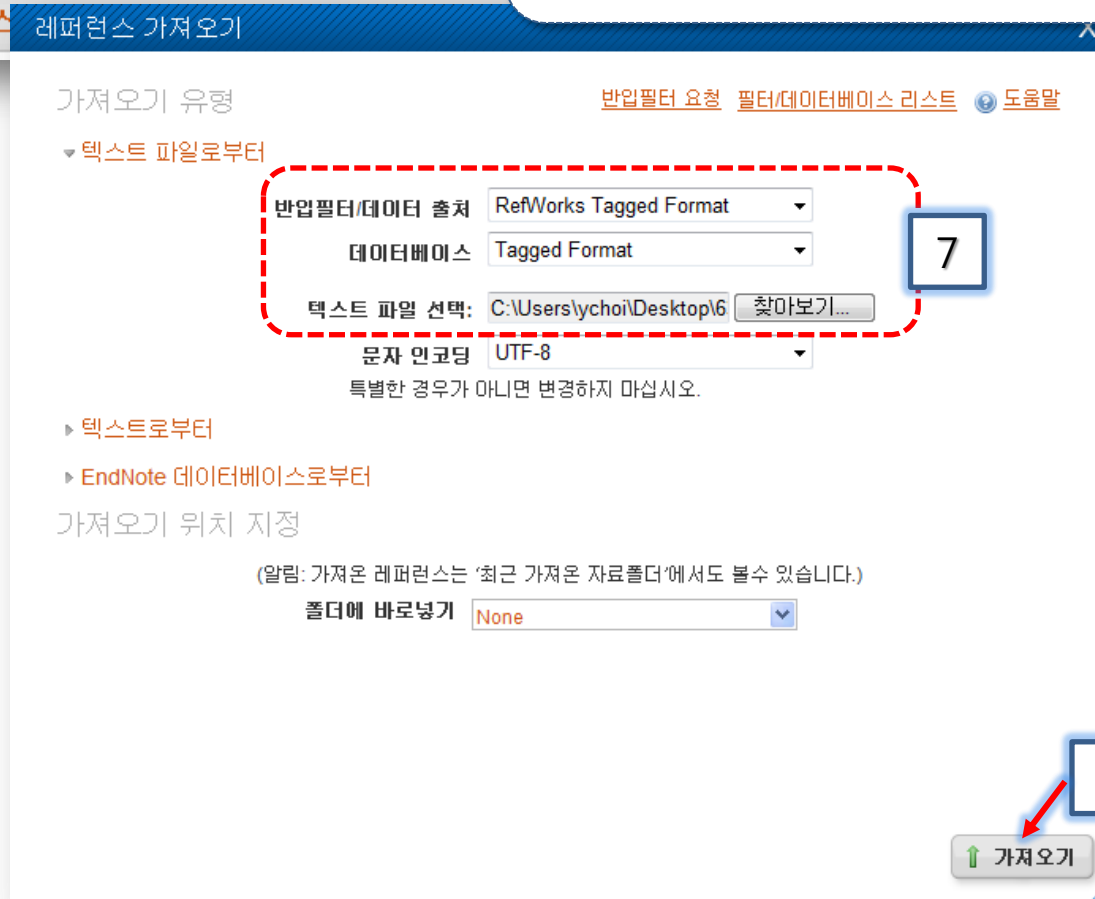 레퍼런스 가져오기
가져오기 유형
반입필터 요청 필터/데이터베이스 리스트 도움말
텍스트 파일로부터
반입필터/데이터 출처 RefWorks Tagged Format
데이터베이스 Tagged Format
7
텍스트 파일 선택: C:\Users\ychoi\Desktop\6 찾아보기...
문자 인코딩 UTF-8
특별한 경우가 아니면 변경하지 마십시오.
텍스트로부터
EndNote 데이터베이스로부터
가져오기 위치 지정
(알림: 가져온 레퍼런스는 '최근 가져온 자료폴더'에서도 볼수 있습니다.)
폴더에 바로넣기 None
가져오기